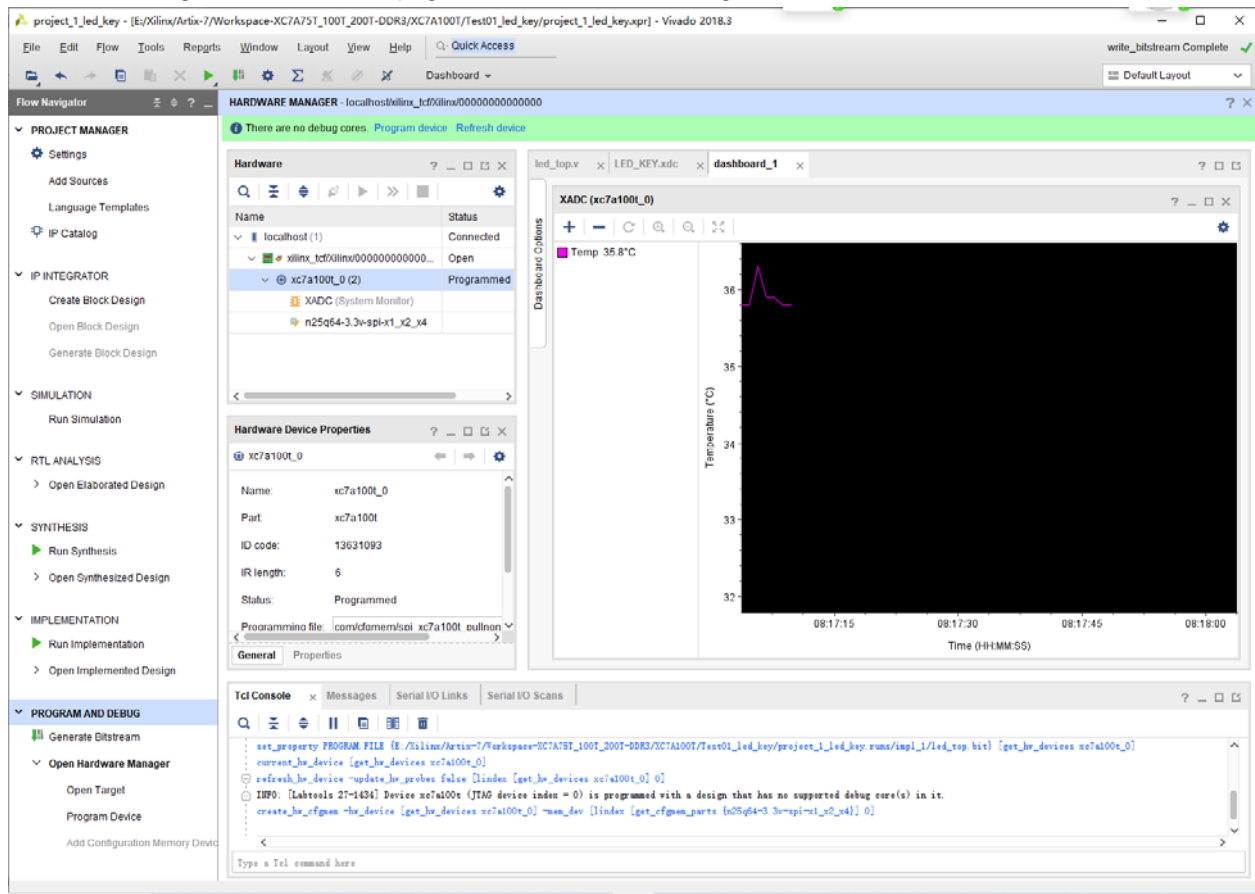 project_1_led_key - [E:/Xilinx/Artix-7/Workspace-XC7A75T_100T_200T-DDR3/XC7A100T/Test01_led_key/project_1_led_key.xpr] - Vivado 2018.3
File Edit Flow Tools Reports Window Layout View Help Quick Access
write_bitstream Complete
Dashboard
Default Layout
Flow Navigator
HARDWARE MANAGER - localhost/xilinx_tcf/Xilinx/00000000000000
There are no debug cores. Program device Refresh device
PROJECT MANAGER
Settings
Add Sources
Language Templates
IP Catalog
IP INTEGRATOR
Create Block Design
Open Block Design
Generate Block Design
SIMULATION
Run Simulation
RTL ANALYSIS
Open Elaborated Design
SYNTHESIS
Run Synthesis
Open Synthesized Design
IMPLEMENTATION
Run Implementation
Open Implemented Design
PROGRAM AND DEBUG
Generate Bitstream
Open Hardware Manager
Open Target
Program Device
Add Configuration Memory Devic
Hardware
Name Status
localhost (1) Connected
xilinx_tcf/Xilinx/000000000000... Open
xc7a100t_0 (2) Programmed
XADC (System Monitor)
n25q64-3.3v-spi-x1_x2_x4
Hardware Device Properties
xc7a100t_0
Name: xc7a100t_0
Part: xc7a100t
ID code: 13631093
IR length: 6
Status: Programmed
Programming file: com/cfgmem/spi_xc7a100t_pullnon
General Properties
led_top.v LED_KEY.xdc dashboard_1
Dashboard Options
XADC (xc7a100t_0)
Temp 35.8°C
Temperature (°C)
36
35
34
33
32
08:17:15 08:17:30 08:17:45 08:18:00
Time (HH:MM:SS)
Tcl Console Messages Serial I/O Links Serial I/O Scans
set_property PROGRAM.FILE {E:/Xilinx/Artix-7/Workspace-XC7A75T_100T_200T-DDR3/XC7A100T/Test01_led_key/project_1_led_key.runs/impl_1/led_top.bit} [get_hw_devices xc7a100t_0]
current_hw_device [get_hw_devices xc7a100t_0]
refresh_hw_device -update_hw_probes false [lindex [get_hw_devices xc7a100t_0] 0]
INFO: [Labtools 27-1434] Device xc7a100t (JTAG device index = 0) is programmed with a design that has no supported debug core(s) in it.
create_hw_cfgmem -hw_device [get_hw_devices xc7a100t_0] -mem_dev [lindex [get_cfgmem_parts {n25q64-3.3v-spi-x1_x2_x4}] 0]
Type a Tcl command here